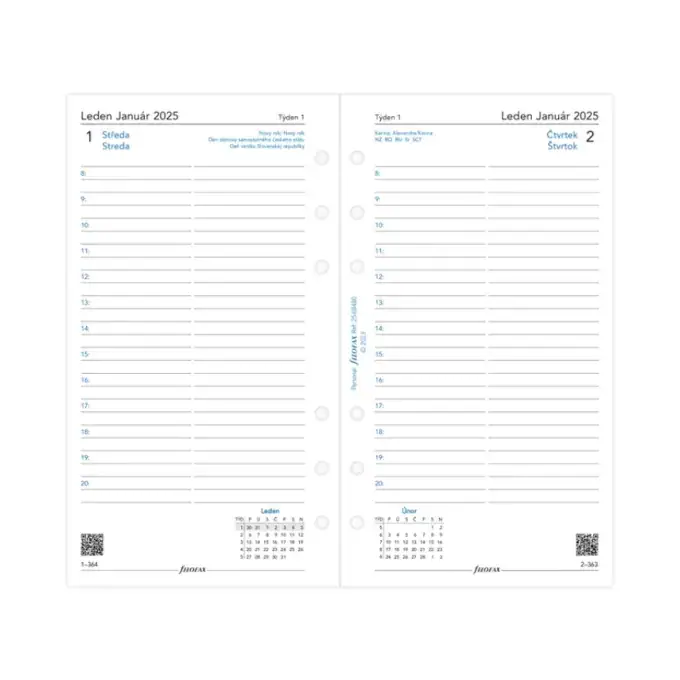 Leden Január 2025
Týden 1
1
Středa
Streda
Nový rok; Nový rok
Den obnovy samostatného českého státu
Deň vzniku Slovenskej republiky
8:
9:
10:
11:
12:
13:
14:
15:
16:
17:
18:
19:
20:
Leden
TÝD. P Ú S Č P S N
1 30 31 1 2 3 4 5
2 6 7 8 9 10 11 12
3 13 14 15 16 17 18 19
4 20 21 22 23 24 25 26
5 27 28 29 30 31
1–364
filofax
Týden 1
Leden Január 2025
Karina; Alexandra/Karina
NZ RO RU SCT
Čtvrtek
Štvrtok
2
8:
9:
10:
11:
12:
13:
14:
15:
16:
17:
18:
19:
20:
Personal filofax
© 2023
Únor
TÝD. P Ú S Č P S N
5 1 2
6 3 4 5 6 7 8 9
7 10 11 12 13 14 15 16
8 17 18 19 20 21 22 23
9 24 25 26 27 28 1 2
2–363
filofax